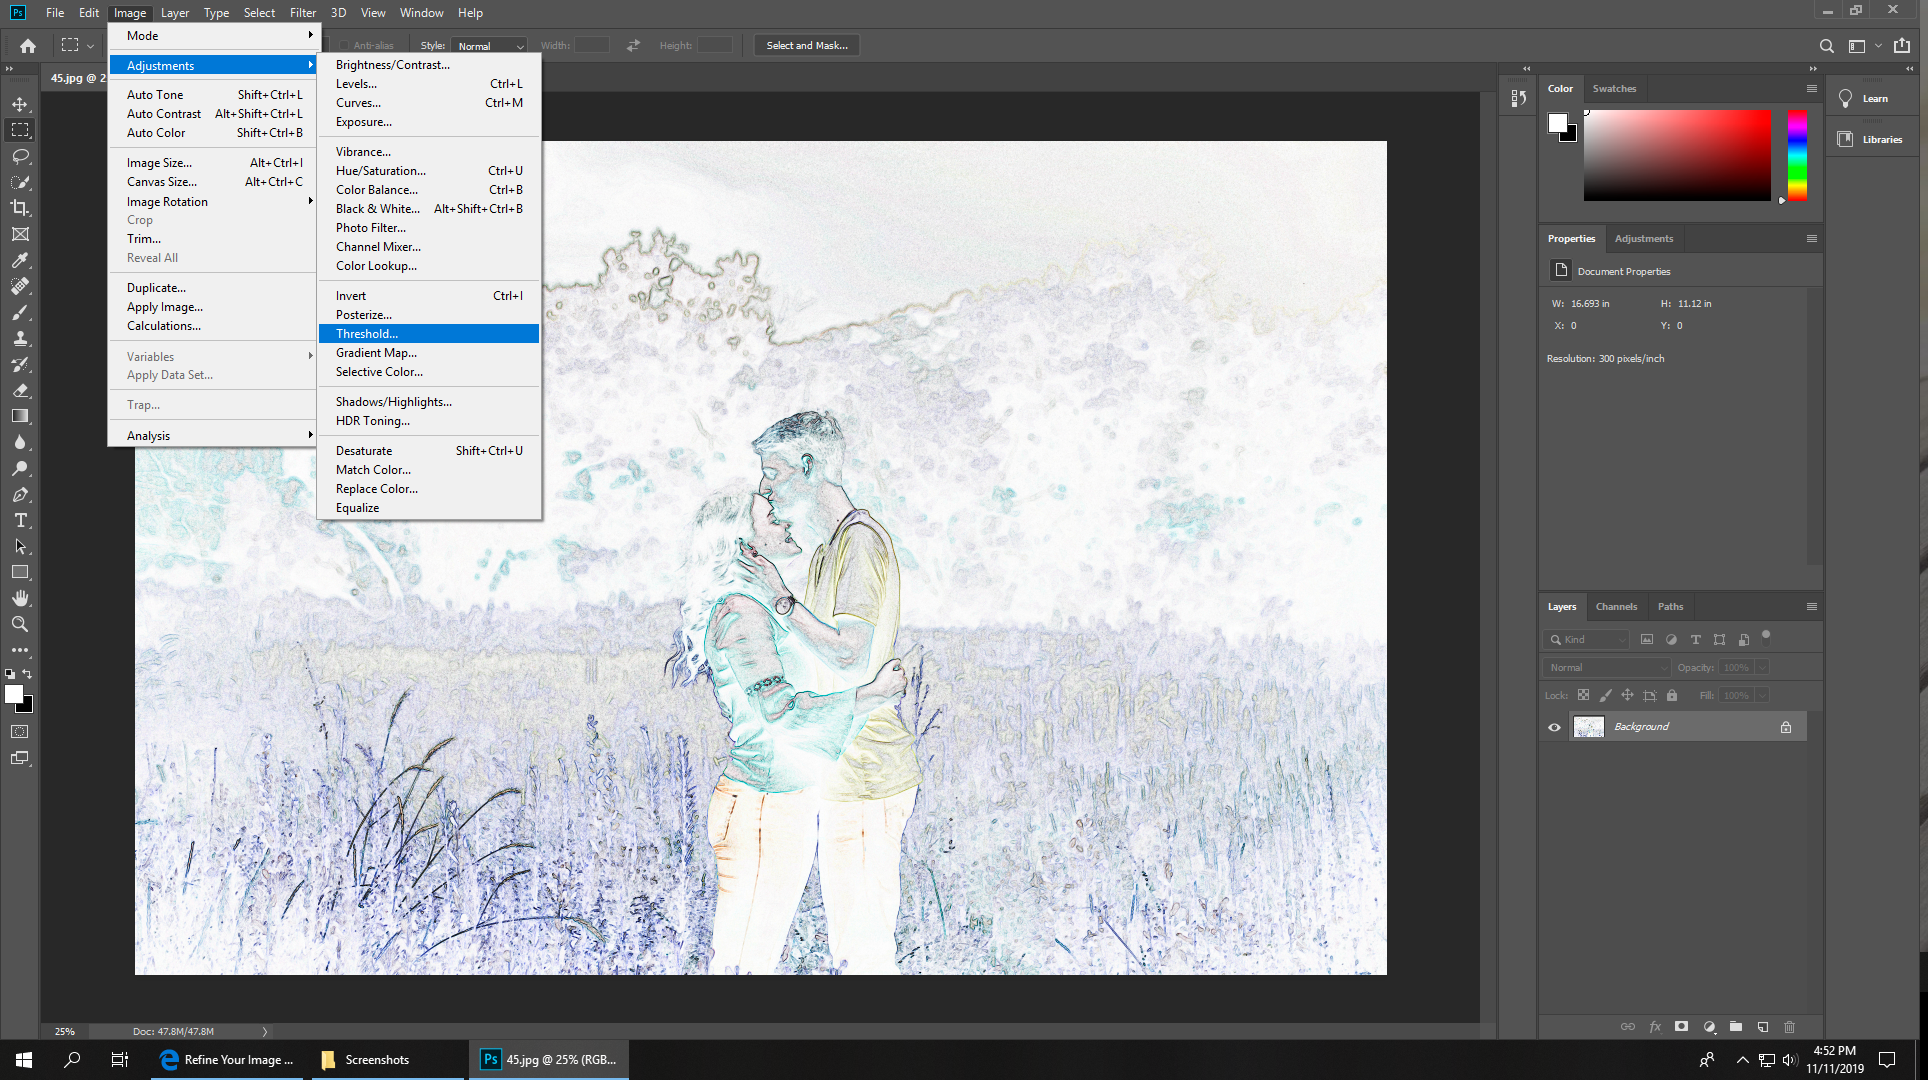 Ps File Edit Image Layer Type Select Filter 3D View Window Help
Anti-alias Style: Normal Width: Height: Select and Mask...
45.jpg @ 2
Mode
Adjustments
Auto Tone Shift+Ctrl+L
Auto Contrast Alt+Shift+Ctrl+L
Auto Color Shift+Ctrl+B
Image Size... Alt+Ctrl+I
Canvas Size... Alt+Ctrl+C
Image Rotation
Crop
Trim...
Reveal All
Duplicate...
Apply Image...
Calculations...
Variables
Apply Data Set...
Trap...
Analysis
Brightness/Contrast...
Levels... Ctrl+L
Curves... Ctrl+M
Exposure...
Vibrance...
Hue/Saturation... Ctrl+U
Color Balance... Ctrl+B
Black & White... Alt+Shift+Ctrl+B
Photo Filter...
Channel Mixer...
Color Lookup...
Invert Ctrl+I
Posterize...
Threshold...
Gradient Map...
Selective Color...
Shadows/Highlights...
HDR Toning...
Desaturate Shift+Ctrl+U
Match Color...
Replace Color...
Equalize
Color Swatches
Learn
Libraries
Properties Adjustments
Document Properties
W: 16.693 in H: 11.12 in
X: 0 Y: 0
Resolution: 300 pixels/inch
Layers Channels Paths
Kind
Normal Opacity: 100%
Lock: Fill: 100%
Background
fx
25% Doc: 47.8M/47.8M
Refine Your Image ... Screenshots Ps 45.jpg @ 25% (RGB... 4:52 PM
11/11/2019